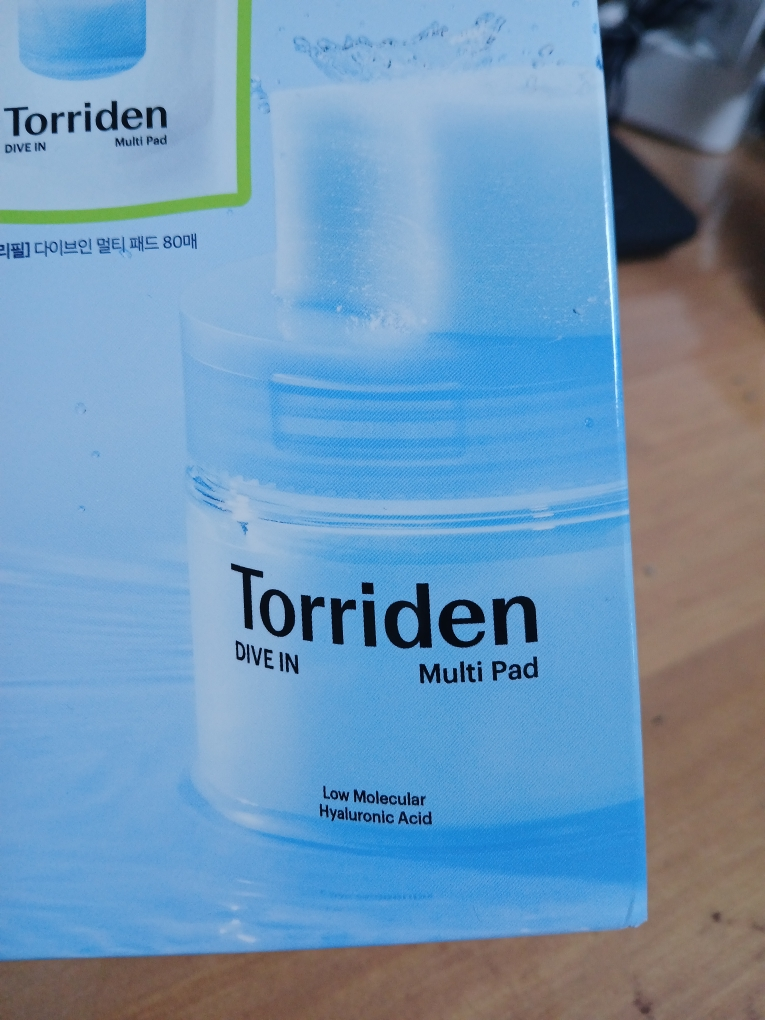 Torriden
DIVE IN Multi Pad
리필] 다이브인 멀티 패드 80매
Torriden
DIVE IN Multi Pad
Low Molecular
Hyaluronic Acid